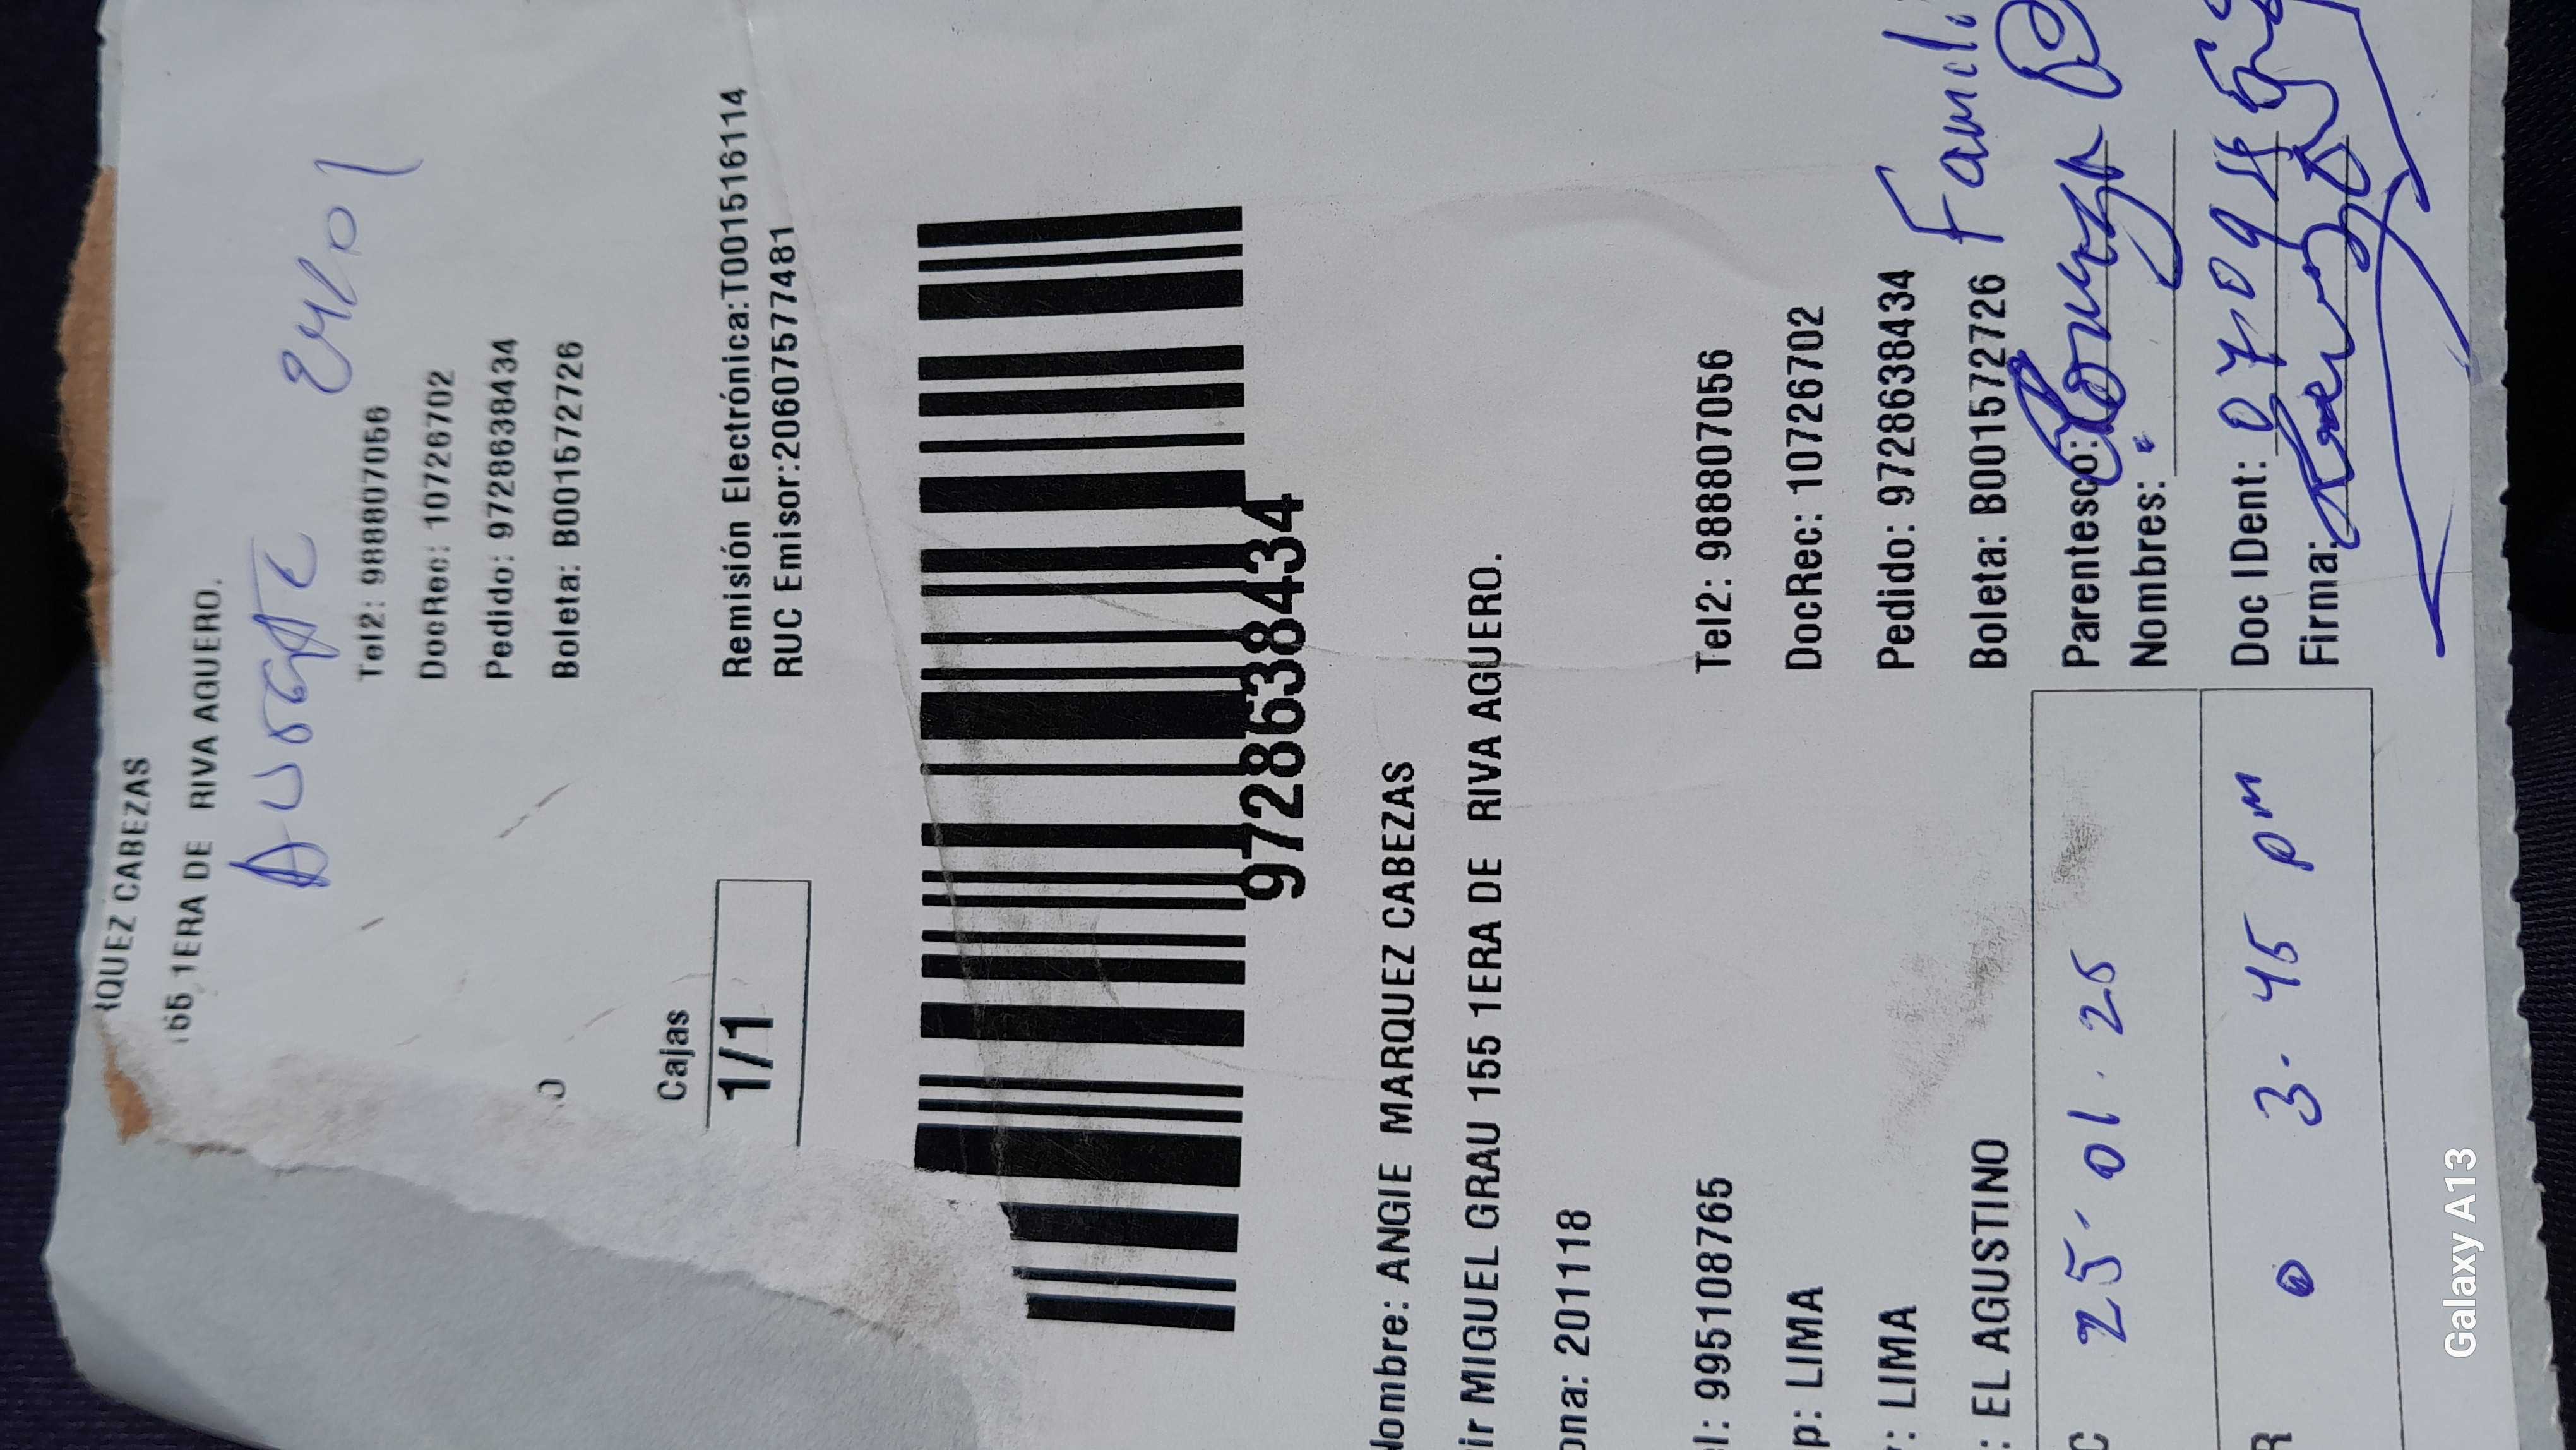 RQUEZ CABEZAS
155 1ERA DE RIVA AGUERO.
Tel2: 988807056
DocRec: 10726702
Pedido: 9728638434
Boleta: B001572726
Cajas
1/1
Remisión Electrónica:T001516114
RUC Emisor:20607577481
9728638434
Nombre: ANGIE MARQUEZ CABEZAS
ir MIGUEL GRAU 155 1ERA DE RIVA AGUERO.
ona: 201118
l: 995108765 Tel2: 988807056
p: LIMA DocRec: 10726702
: LIMA Pedido: 9728638434
: EL AGUSTINO Boleta: B001572726
Famili
C 25.01.25 Parentesco:
Nombres:
R 3.45 pm Doc IDent:
Firma:
Galaxy A13